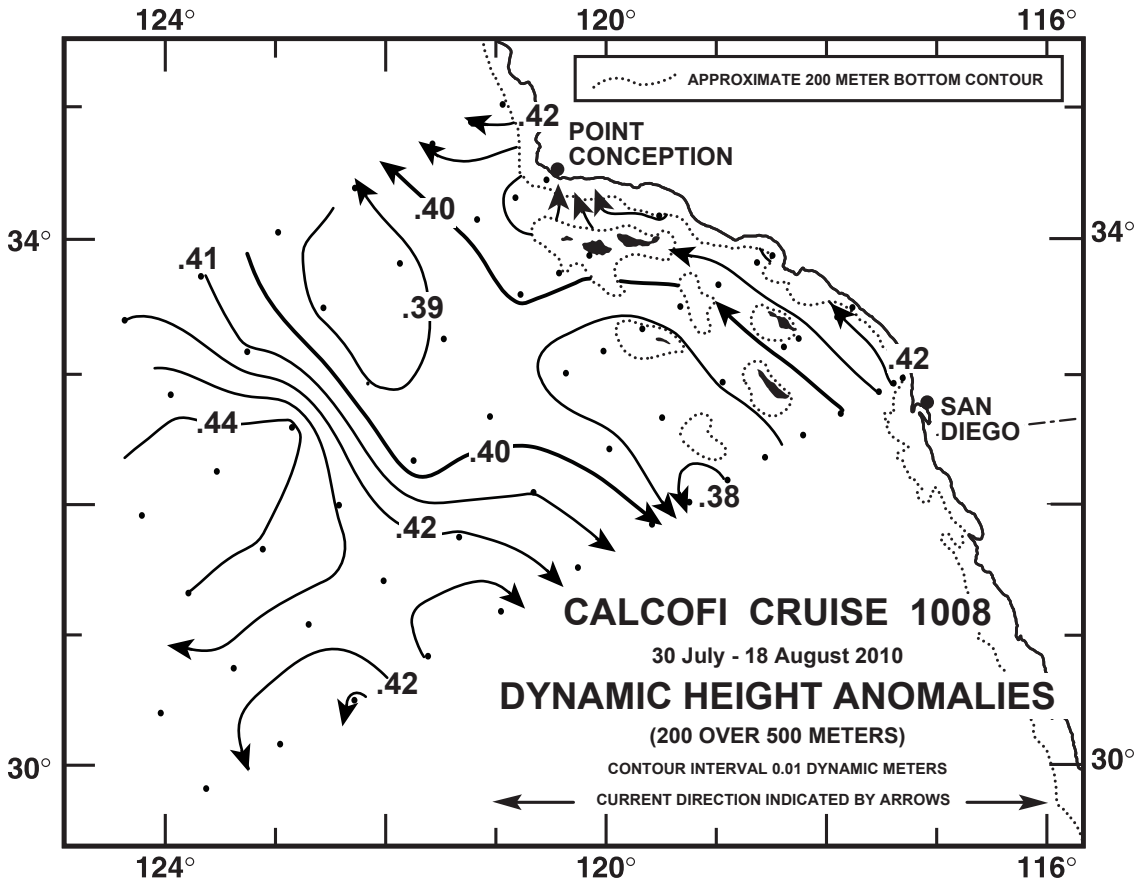 124°
120°
116°
APPROXIMATE 200 METER BOTTOM CONTOUR
.42
POINT
CONCEPTION
.40
34°
34°
.41
.39
.42
SAN
DIEGO
.44
.40
.38
.42
CALCOFI CRUISE 1008
30 July - 18 August 2010
.42
DYNAMIC HEIGHT ANOMALIES
(200 OVER 500 METERS)
30°
30°
CONTOUR INTERVAL 0.01 DYNAMIC METERS
CURRENT DIRECTION INDICATED BY ARROWS
124°
120°
116°